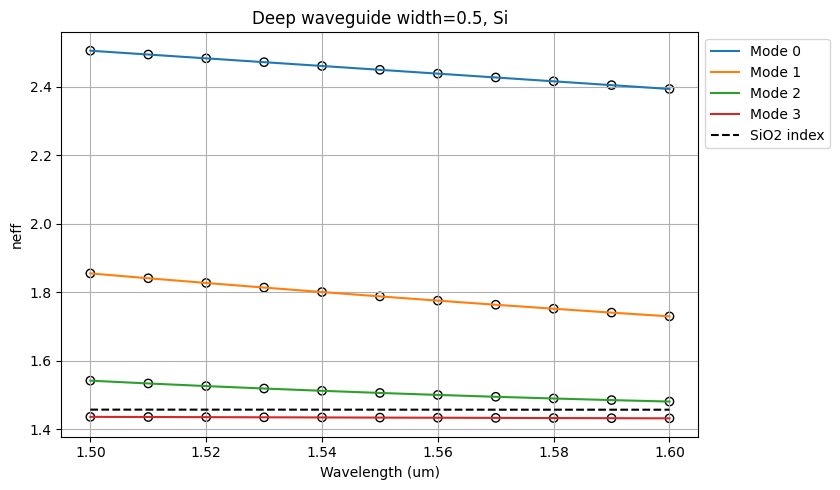 Deep waveguide width=0.5, Si
Mode 0
Mode 1
Mode 2
Mode 3
SiO2 index
neff
2.4
2.2
2.0
1.8
1.6
1.4
1.50
1.52
1.54
1.56
1.58
1.60
Wavelength (um)